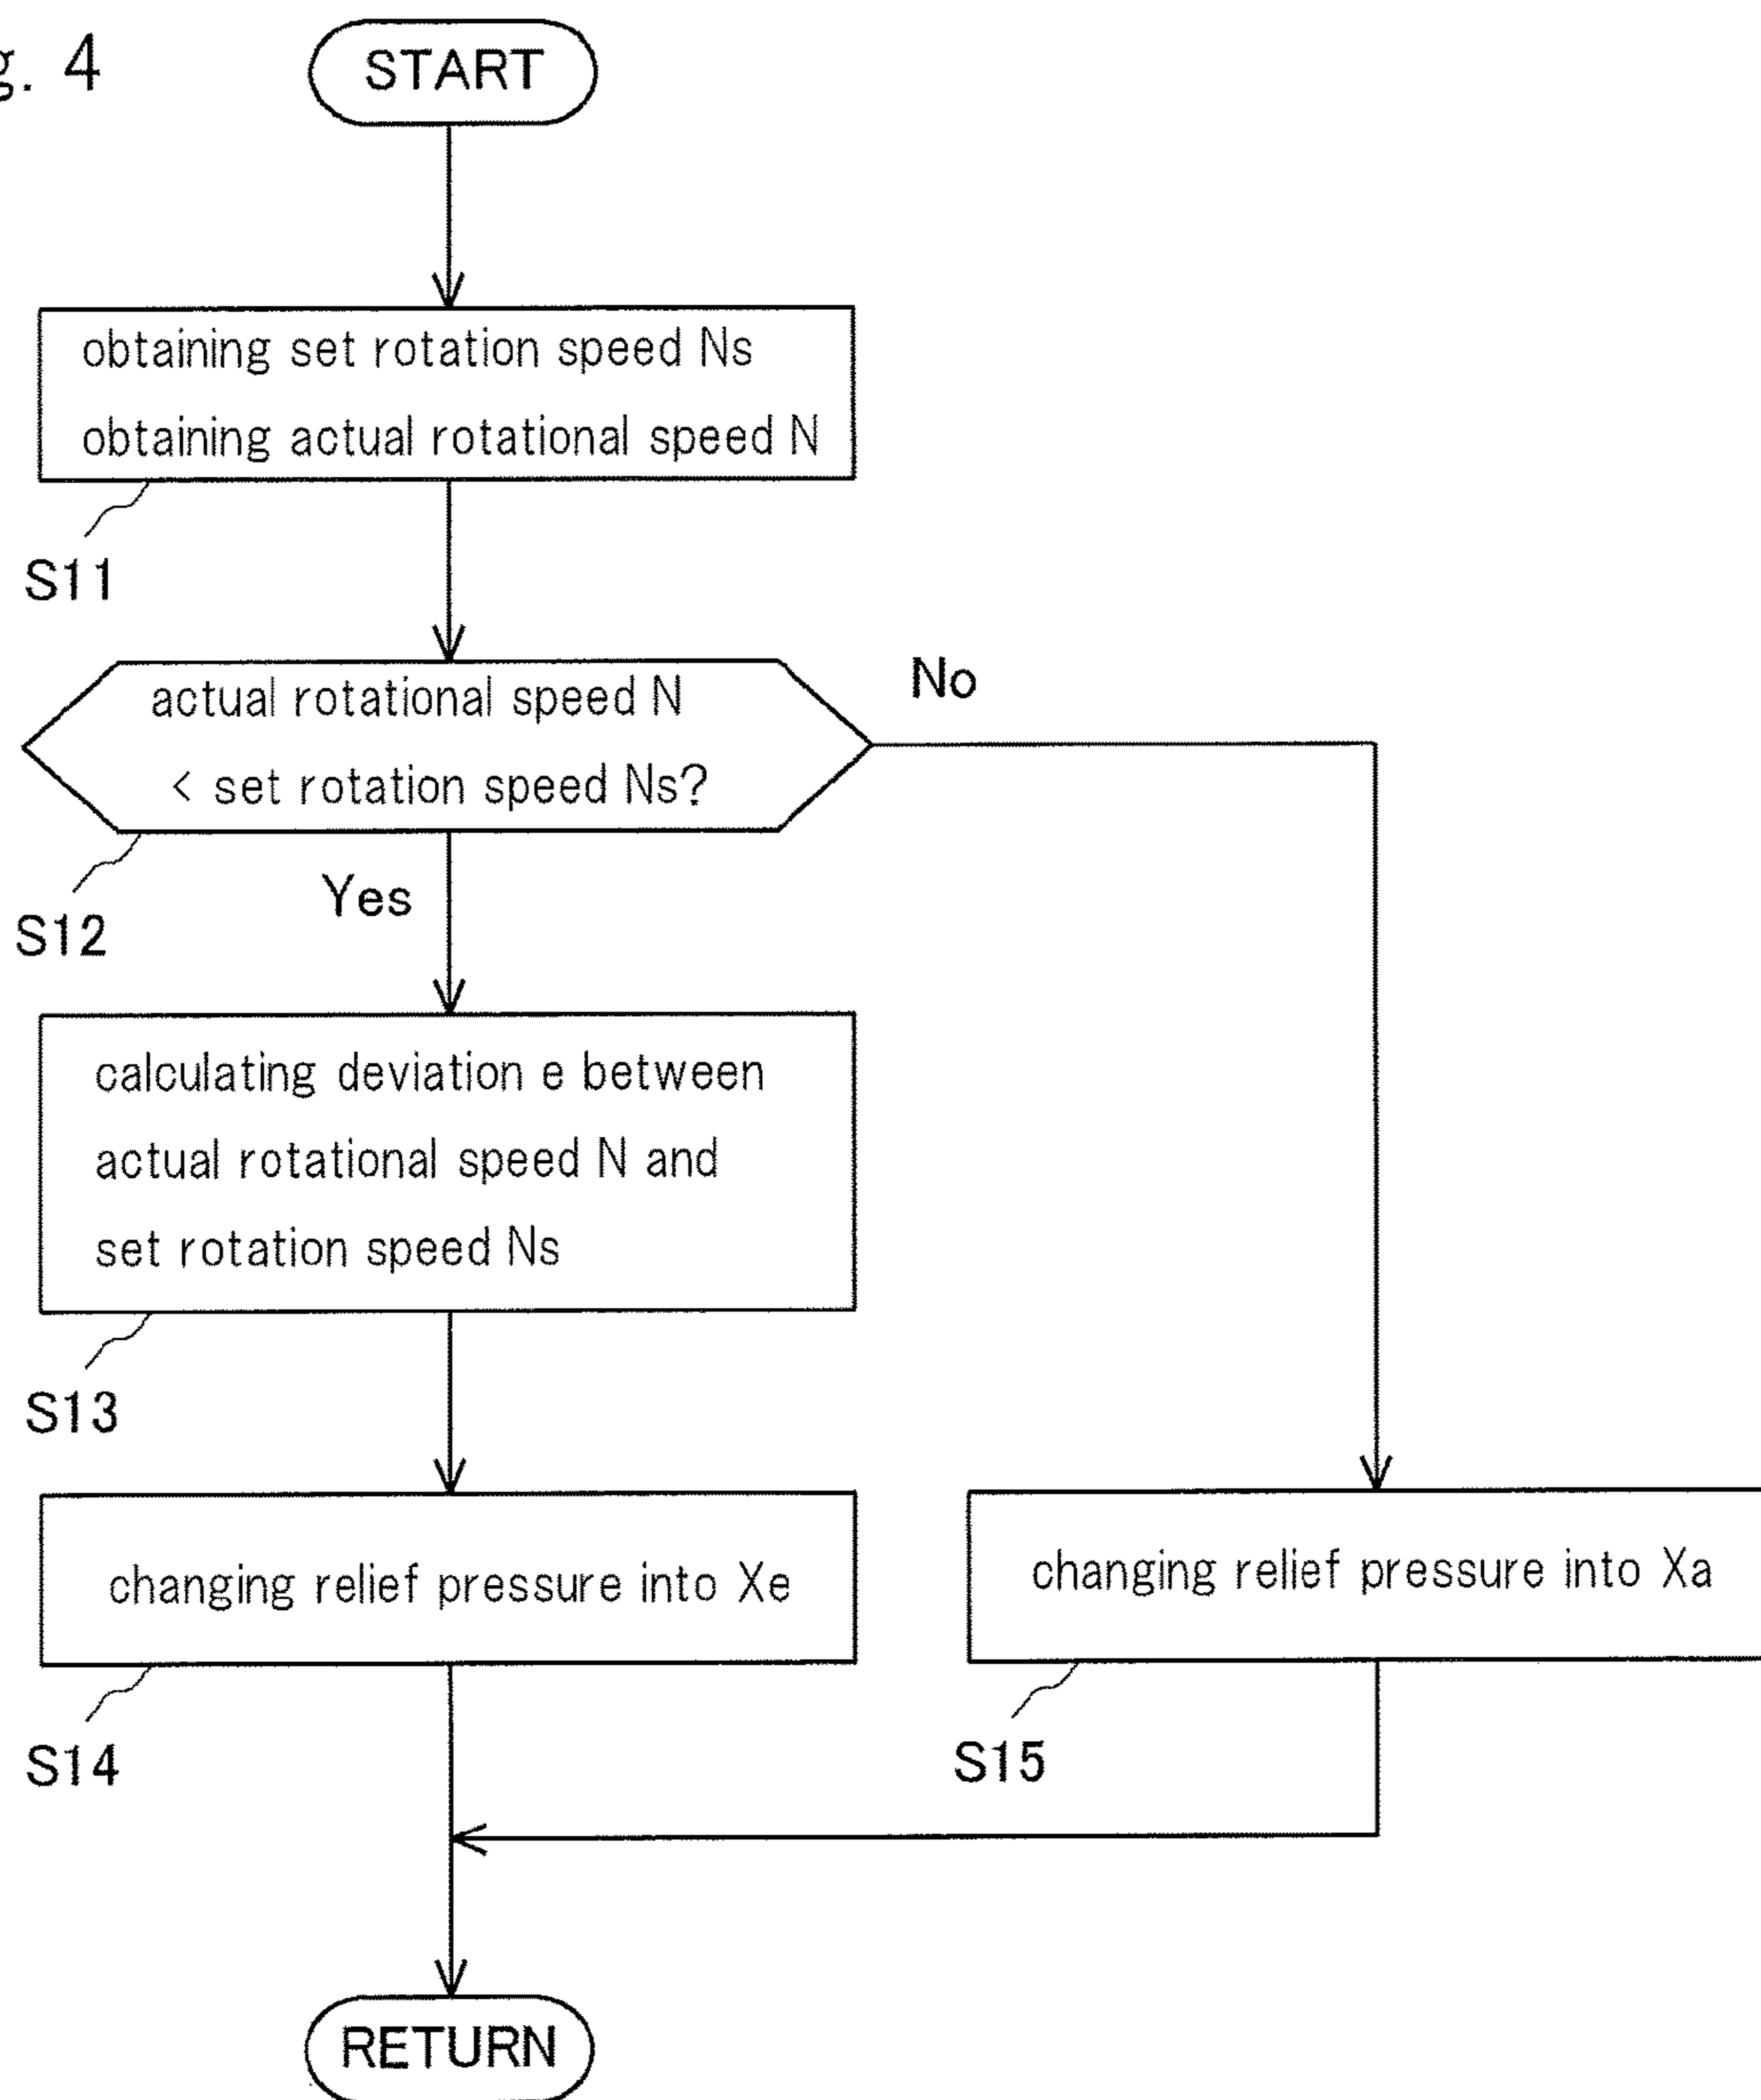 g. 4
START
obtaining set rotation speed Ns
obtaining actual rotational speed N
S11
actual rotational speed N
< set rotation speed Ns?
No
S12
Yes
calculating deviation e between
actual rotational speed N and
set rotation speed Ns
S13
changing relief pressure into Xe
changing relief pressure into Xa
S14
S15
RETURN